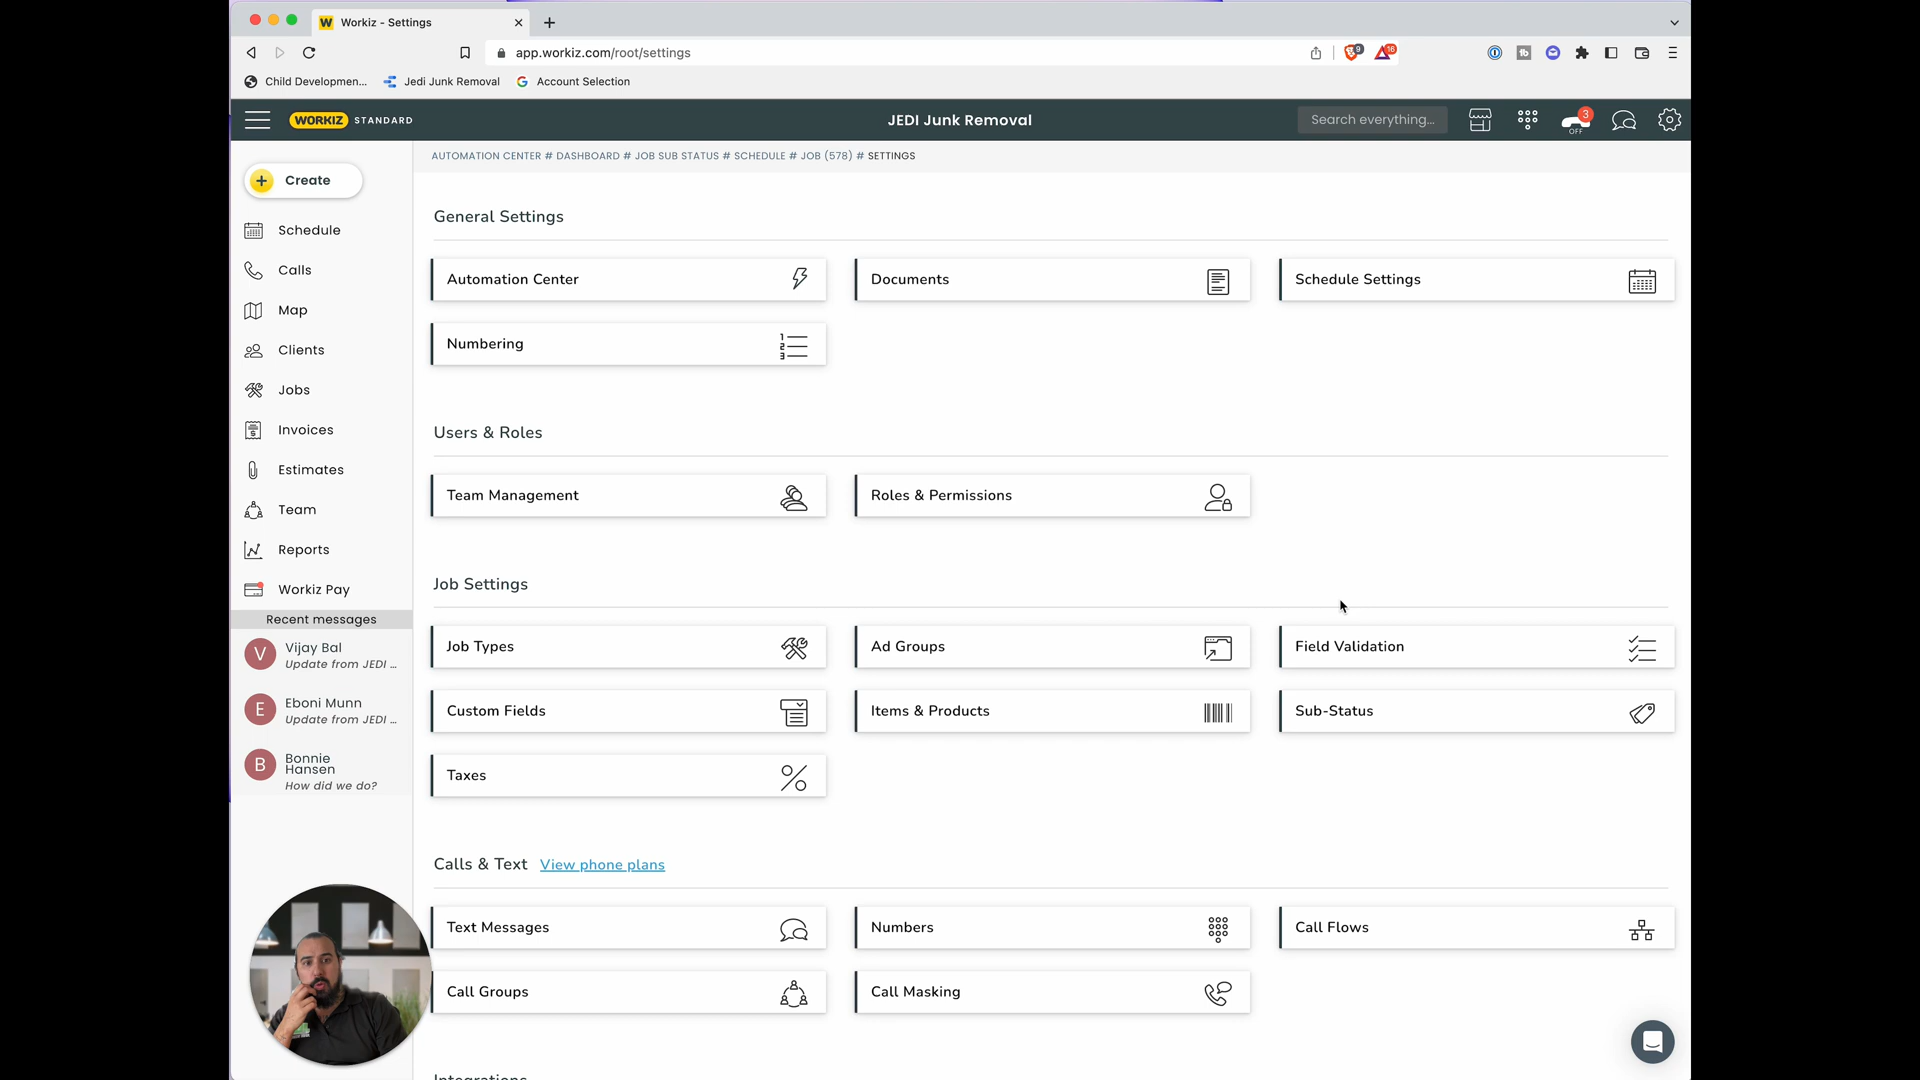 Workiz - Settings
app.workiz.com/root/settings
9
16
Child Developmen...
Jedi Junk Removal
Account Selection
WORKIZ STANDARD
JEDI Junk Removal
Search everything...
3
OFF
AUTOMATION CENTER # DASHBOARD # JOB SUB STATUS # SCHEDULE # JOB (578) # SETTINGS
+ Create
Schedule
Calls
Map
Clients
Jobs
Invoices
Estimates
Team
Reports
Workiz Pay
Recent messages
V
Vijay Bal
Update from JEDI ...
E
Eboni Munn
Update from JEDI ...
B
Bonnie
Hansen
How did we do?
General Settings
Automation Center
Documents
Schedule Settings
Numbering
Users & Roles
Team Management
Roles & Permissions
Job Settings
Job Types
Ad Groups
Field Validation
Custom Fields
Items & Products
Sub-Status
Taxes
Calls & Text View phone plans
Text Messages
Numbers
Call Flows
Call Groups
Call Masking
Integrations